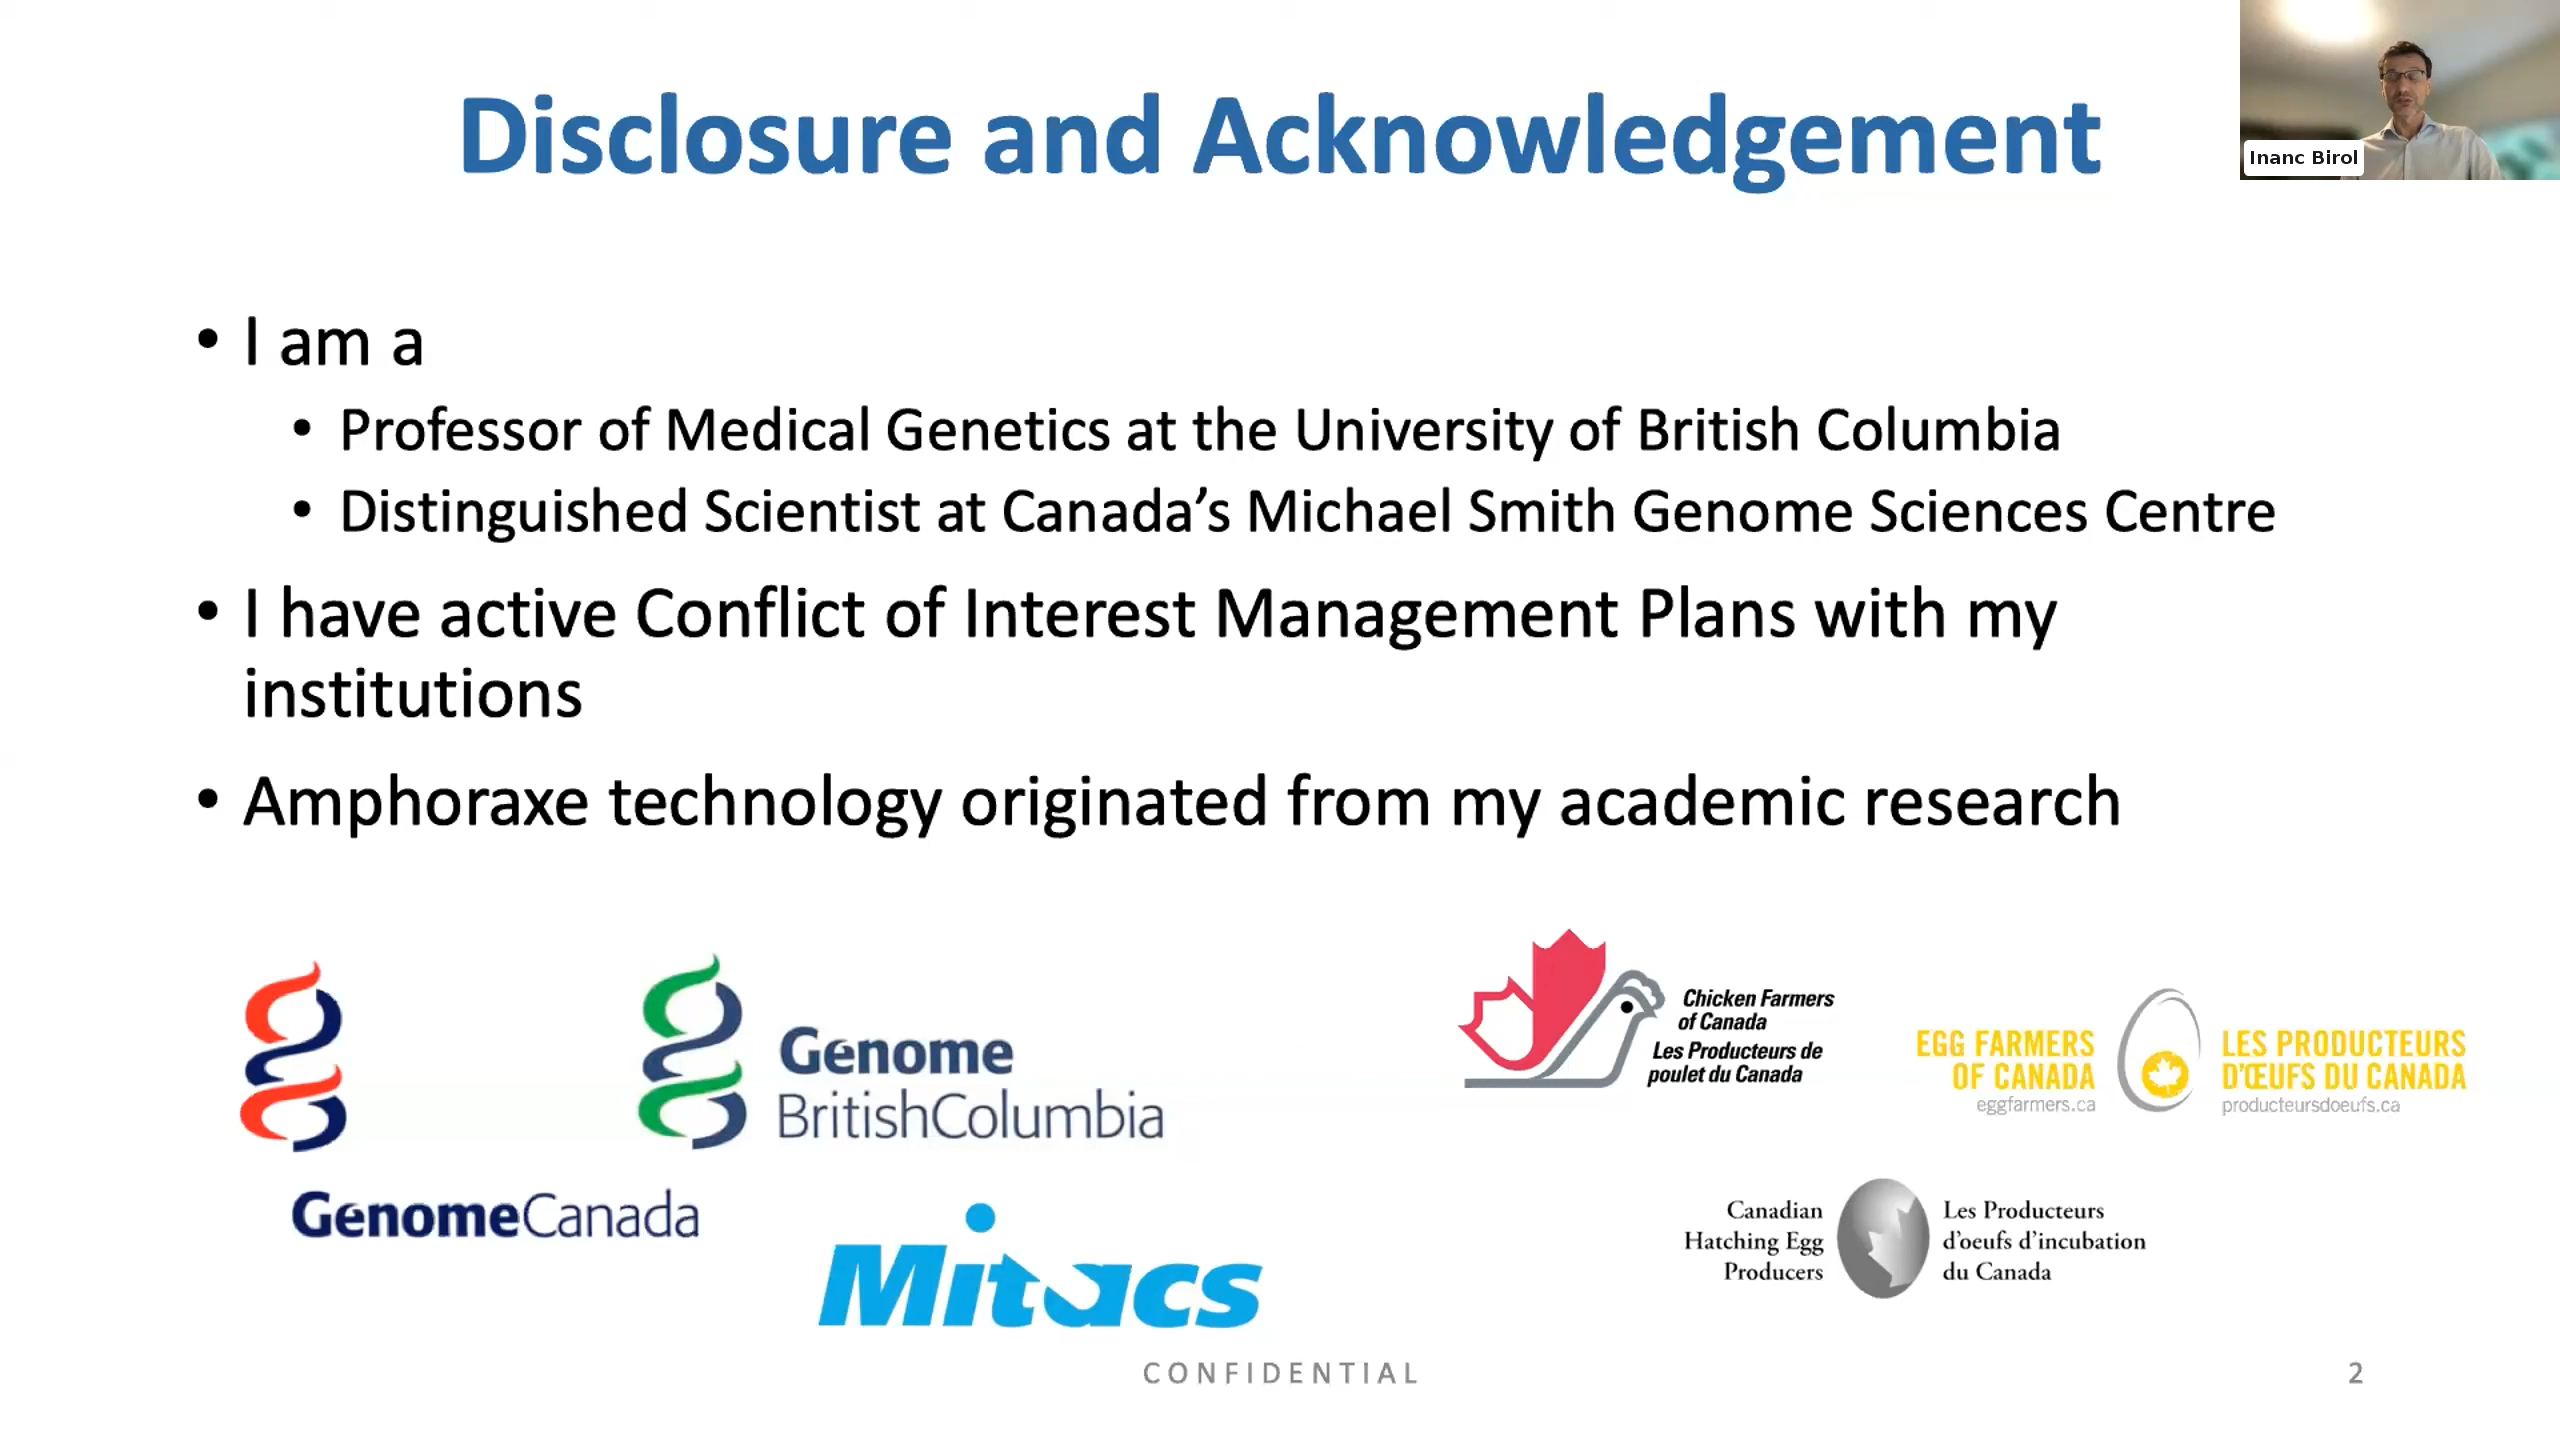 Disclosure and Acknowledgement
Inanc Birol
• I am a
• Professor of Medical Genetics at the University of British Columbia
• Distinguished Scientist at Canada’s Michael Smith Genome Sciences Centre
• I have active Conflict of Interest Management Plans with my
institutions
• Amphoraxe technology originated from my academic research
GenomeCanada
Genome
BritishColumbia
Mitacs
Chicken Farmers
of Canada
Les Producteurs de
poulet du Canada
EGG FARMERS
OF CANADA
eggfarmers.ca
LES PRODUCTEURS
D’ŒUFS DU CANADA
producteursdoeufs.ca
Canadian
Hatching Egg
Producers
Les Producteurs
d’oeufs d’incubation
du Canada
CONFIDENTIAL
2